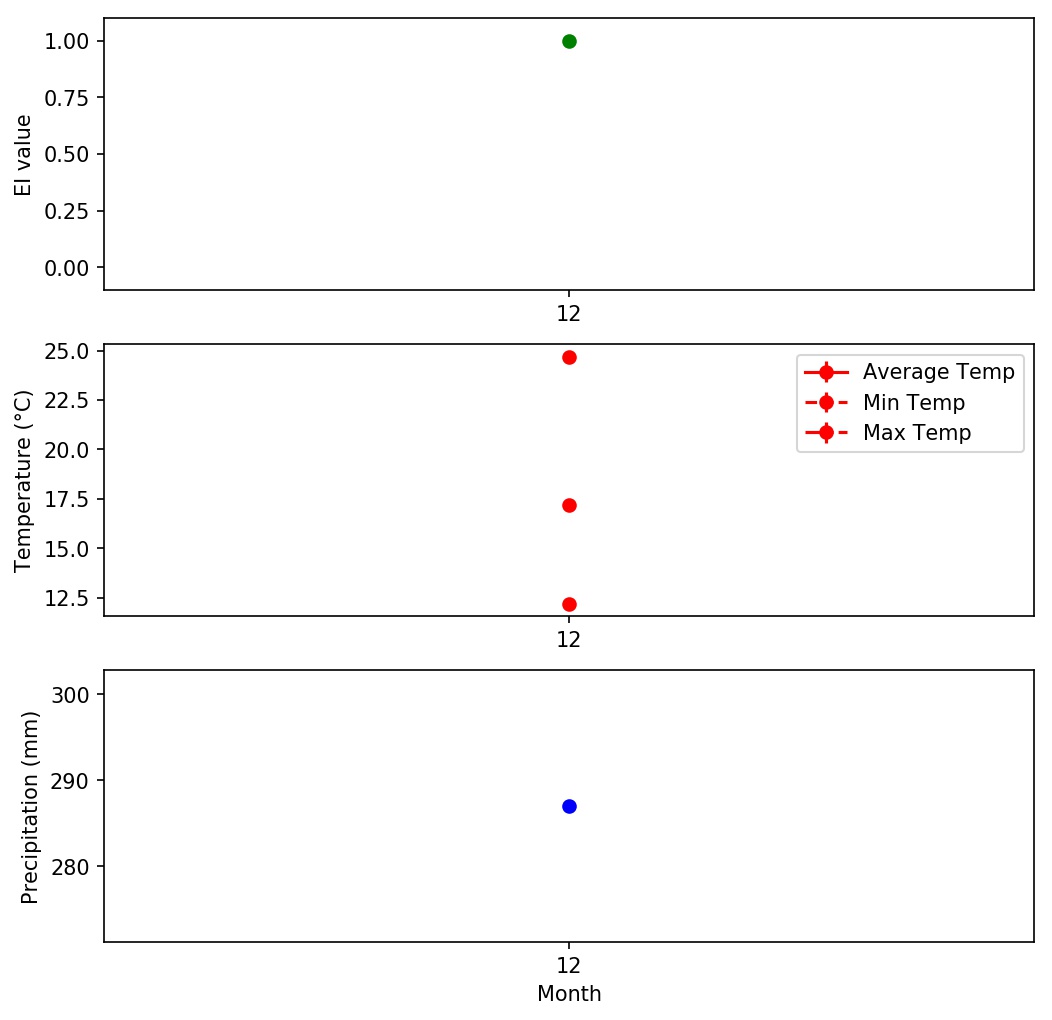 EI value
1.00
0.75
0.50
0.25
0.00
12
Temperature (°C)
25.0
22.5
20.0
17.5
15.0
12.5
Average Temp
Min Temp
Max Temp
12
Precipitation (mm)
300
290
280
12
Month